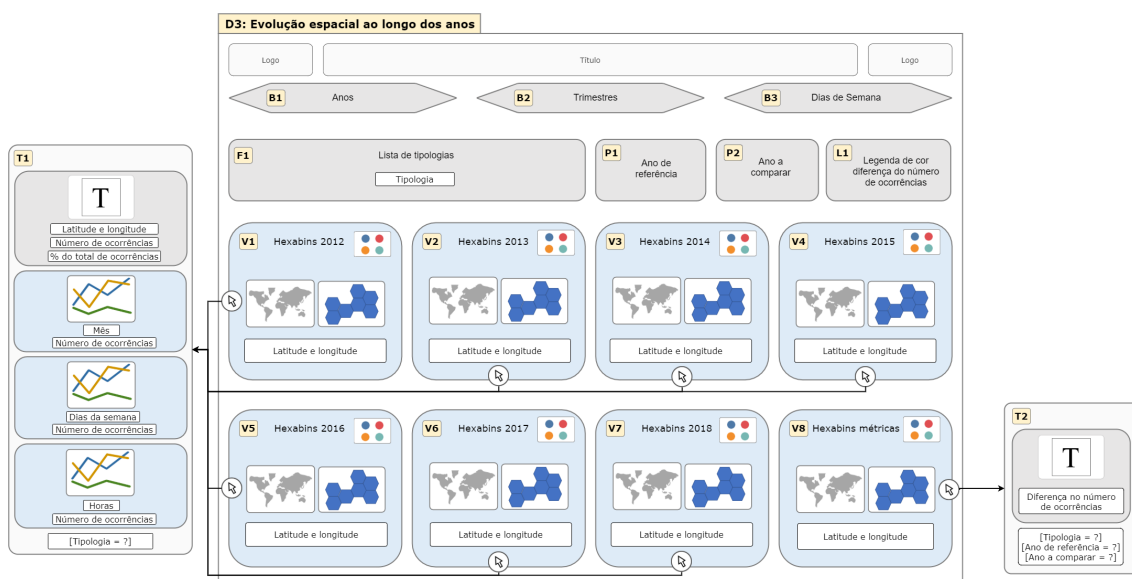 D3: Evolução espacial ao longo dos anos
Logo
Título
Logo
B1
Anos
B2
Trimestres
B3
Dias de Semana
F1
Lista de tipologias
Tipologia
P1
Ano de
referência
P2
Ano a
comparar
L1
Legenda de cor
diferença do número
de ocorrências
T1
T
Latitude e longitude
Número de ocorrências
% do total de ocorrências
Mês
Número de ocorrências
Dias da semana
Número de ocorrências
Horas
Número de ocorrências
[Tipologia = ?]
V1
Hexabins 2012
Latitude e longitude
V2
Hexabins 2013
Latitude e longitude
V3
Hexabins 2014
Latitude e longitude
V4
Hexabins 2015
Latitude e longitude
V5
Hexabins 2016
Latitude e longitude
V6
Hexabins 2017
Latitude e longitude
V7
Hexabins 2018
Latitude e longitude
V8
Hexabins métricas
Latitude e longitude
T2
T
Diferença no número
de ocorrências
[Tipologia = ?]
[Ano de referência = ?]
[Ano a comparar = ?]